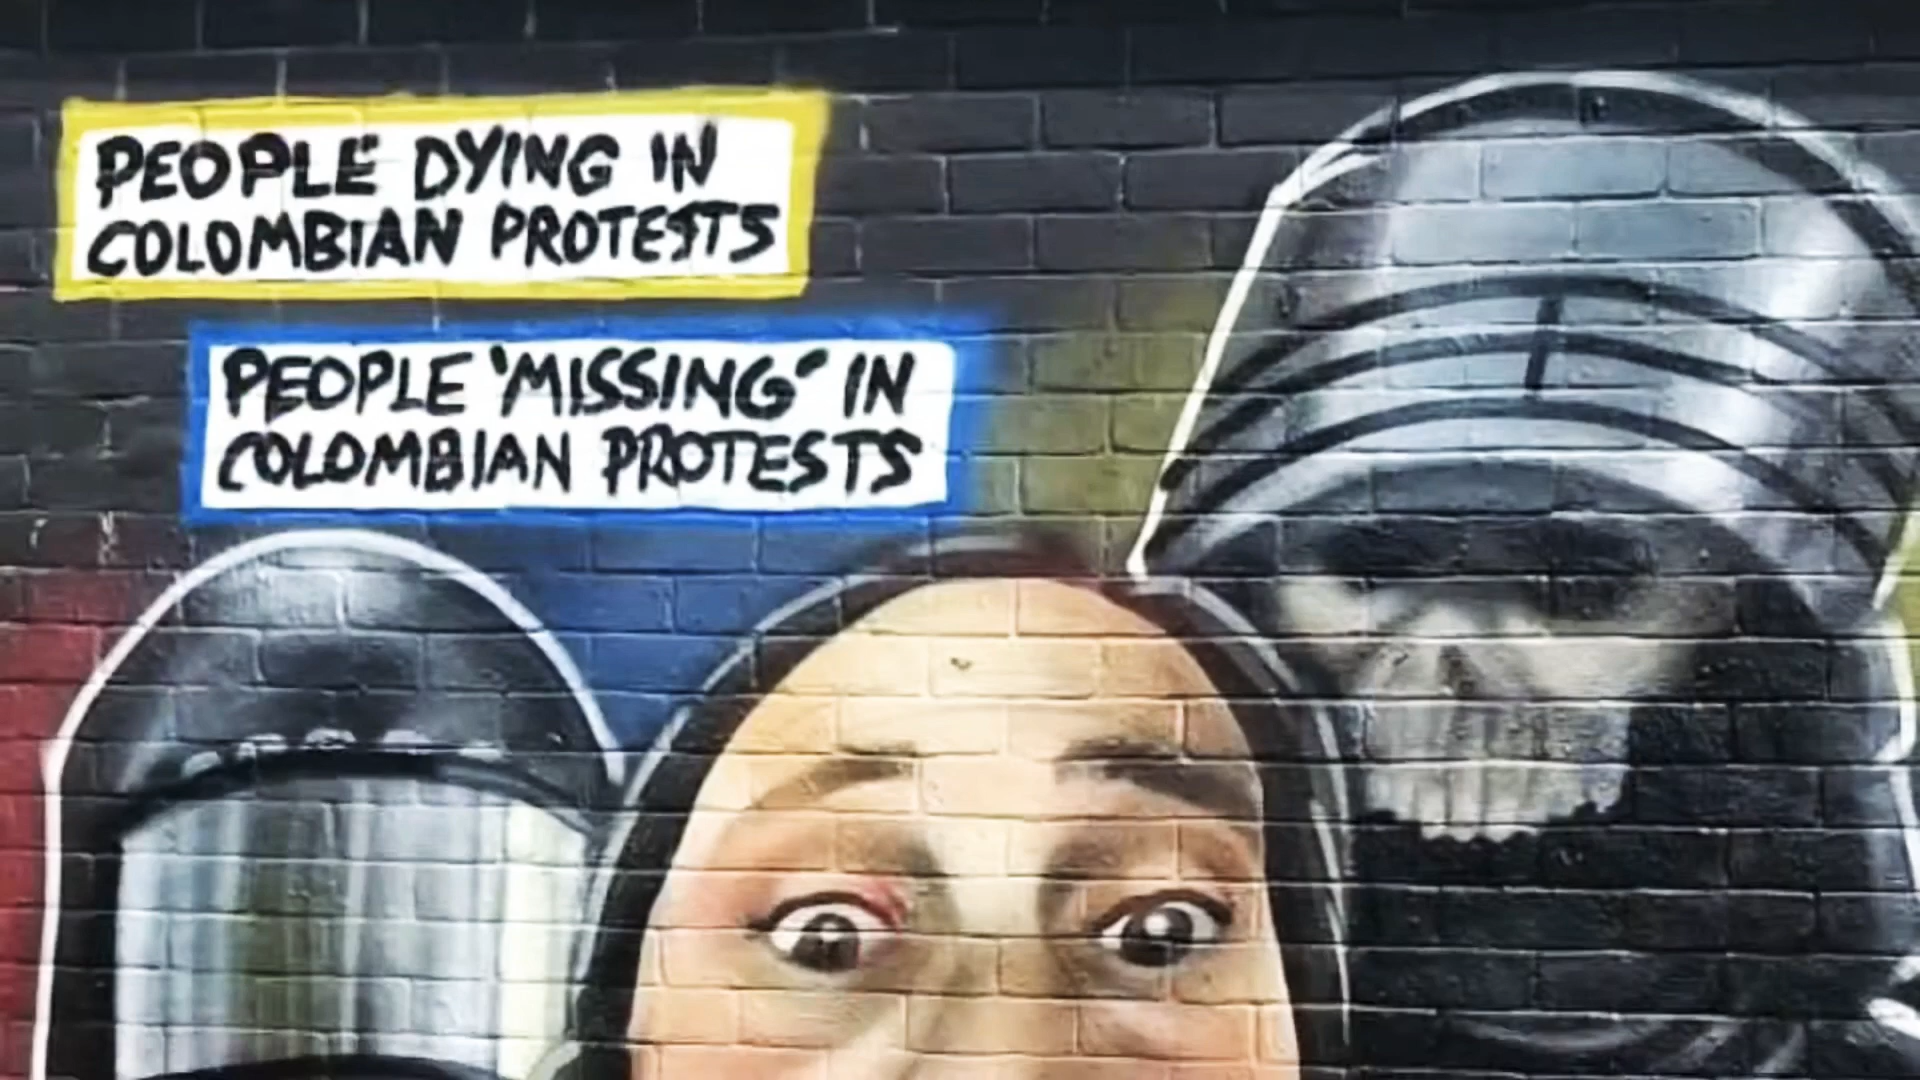 PEOPLE DYING IN
COLOMBIAN PROTESTS
PEOPLE 'MISSING' IN
COLOMBIAN PROTESTS